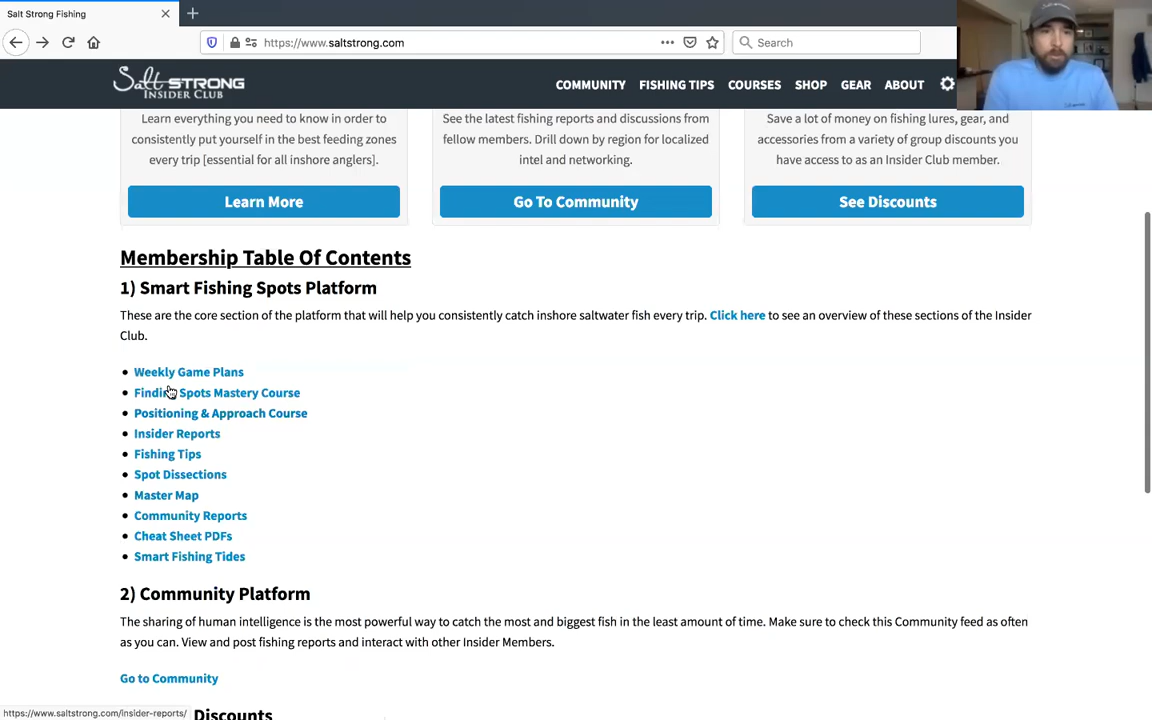 Salt Strong Fishing
https://www.saltstrong.com
Search
Salt STRONG
INSIDER CLUB
COMMUNITY FISHING TIPS COURSES SHOP GEAR ABOUT
Learn everything you need to know in order to
consistently put yourself in the best feeding zones
every trip [essential for all inshore anglers].
Learn More
See the latest fishing reports and discussions from
fellow members. Drill down by region for localized
intel and networking.
Go To Community
Save a lot of money on fishing lures, gear, and
accessories from a variety of group discounts you
have access to as an Insider Club member.
See Discounts
Membership Table Of Contents
1) Smart Fishing Spots Platform
These are the core section of the platform that will help you consistently catch inshore saltwater fish every trip. Click here to see an overview of these sections of the Insider
Club.
Weekly Game Plans
Finding Spots Mastery Course
Positioning & Approach Course
Insider Reports
Fishing Tips
Spot Dissections
Master Map
Community Reports
Cheat Sheet PDFs
Smart Fishing Tides
2) Community Platform
The sharing of human intelligence is the most powerful way to catch the most and biggest fish in the least amount of time. Make sure to check this Community feed as often
as you can. View and post fishing reports and interact with other Insider Members.
Go to Community
Discounts
https://www.saltstrong.com/insider-reports/